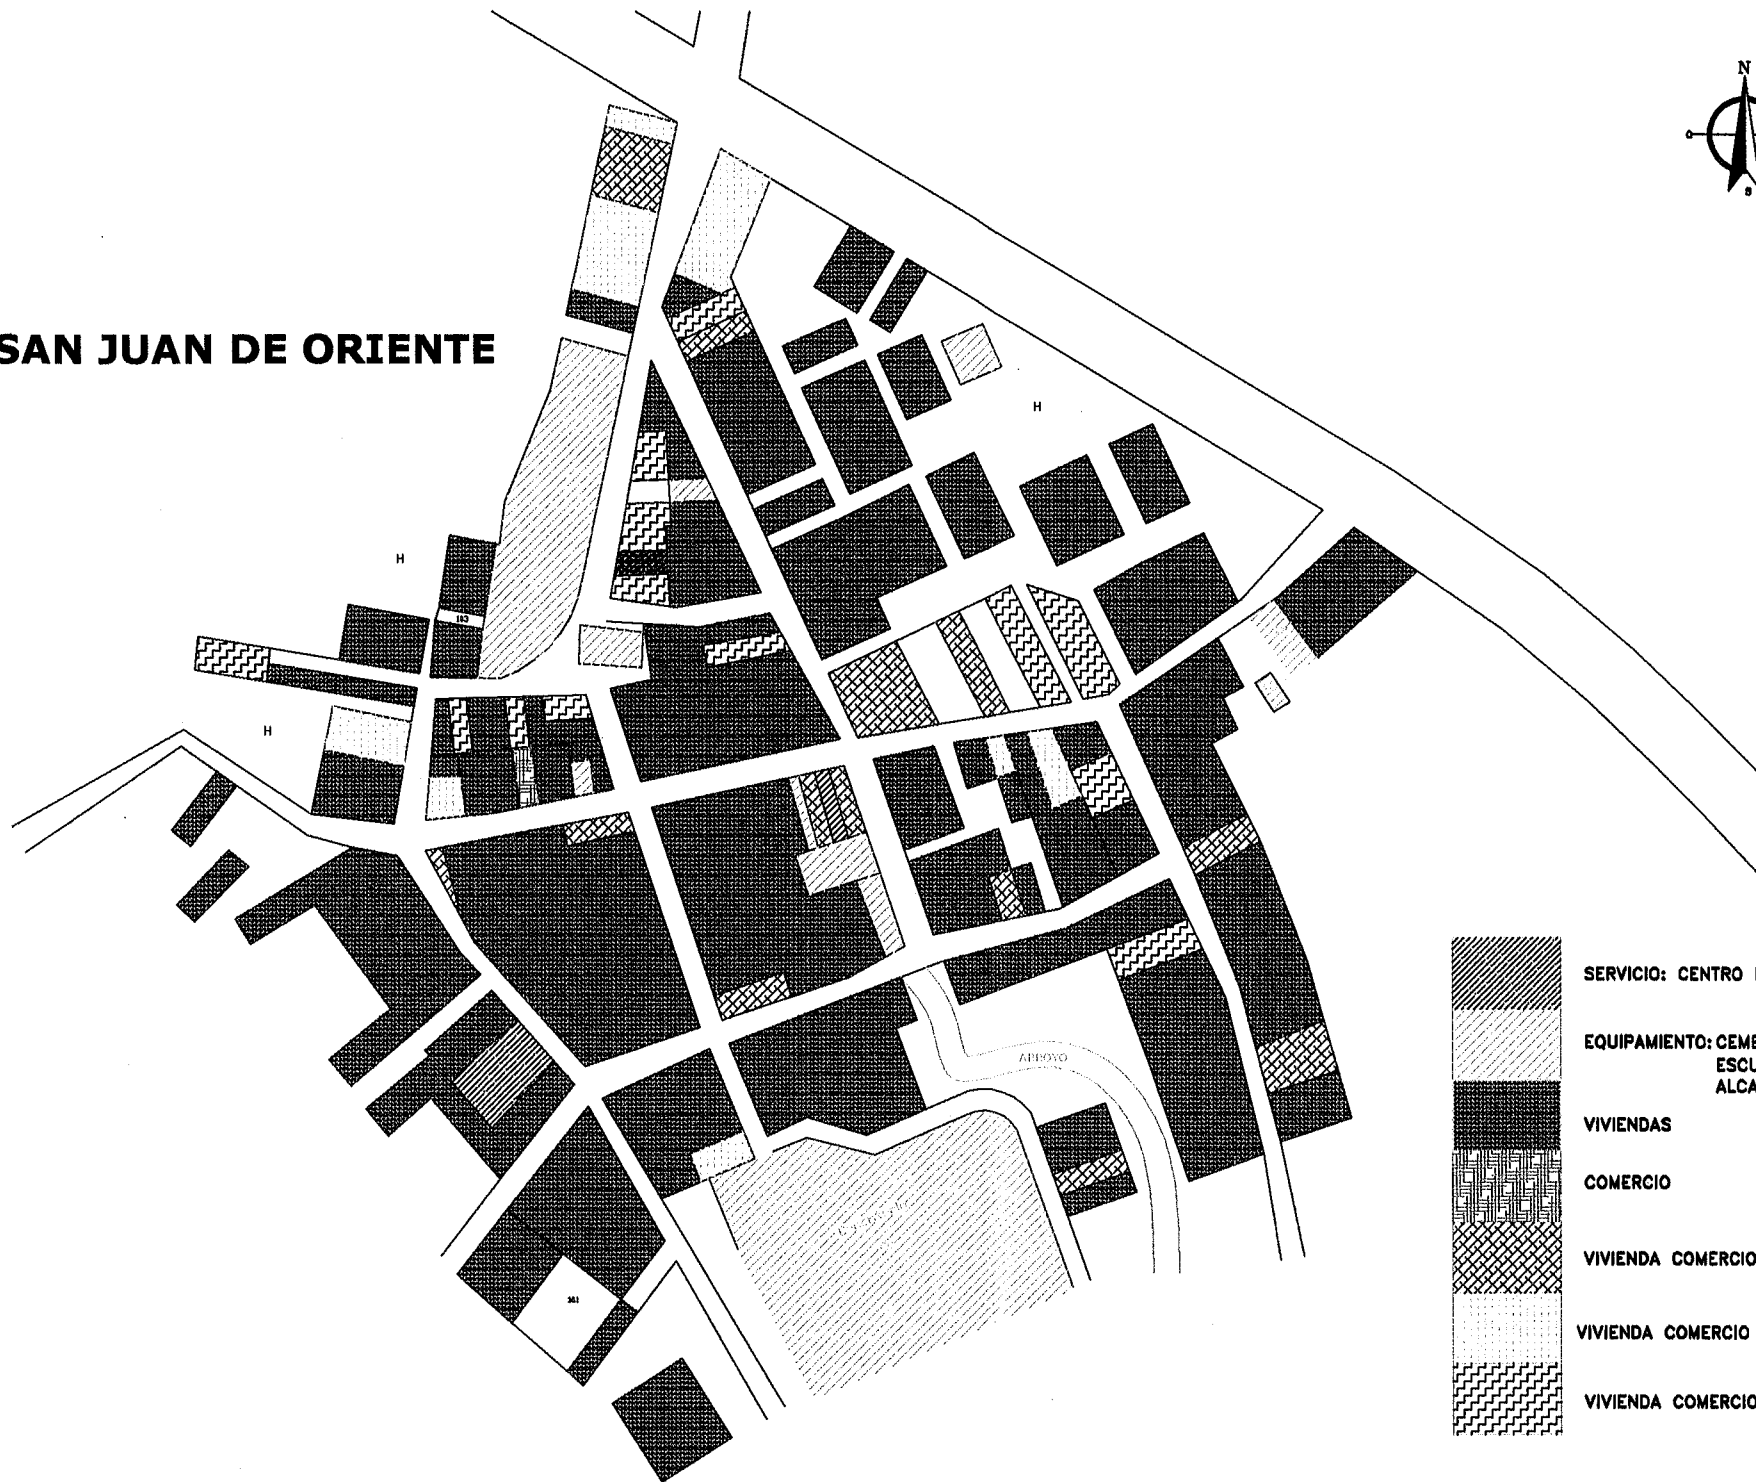 N
S
SAN JUAN DE ORIENTE
H
H
103
H
ARROYO
SERVICIO: CENTRO
EQUIPAMIENTO: CEME
ESCU
ALCA
VIVIENDAS
COMERCIO
VIVIENDA COMERCIO
VIVIENDA COMERCIO
VIVIENDA COMERCIO